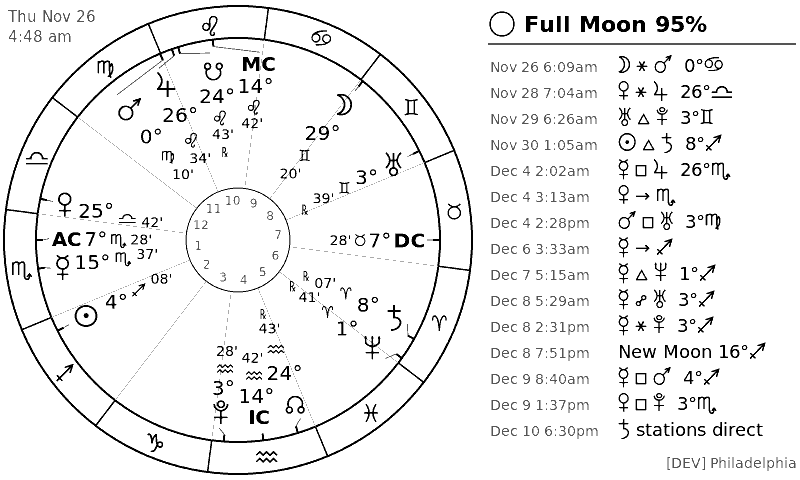 Thu Nov 26
4:48 am
Full Moon 95%
Nov 26 6:09am ☽ ⚹ ♂ 0°♋
Nov 28 7:04am ♀ ⚹ ♃ 26°♎
Nov 29 6:26am ♅ △ ♇ 3°♊
Nov 30 1:05am ☉ △ ♄ 8°♐
Dec 4 2:02am ☿ □ ♃ 26°♏
Dec 4 3:13am ♀ → ♏
Dec 4 2:28pm ♂ □ ♅ 3°♍
Dec 6 3:33am ☿ → ♐
Dec 7 5:15am ☿ △ ♆ 1°♐
Dec 8 5:29am ☿ ☍ ♅ 3°♐
Dec 8 2:31pm ☿ ⚹ ♇ 3°♐
Dec 8 7:51pm New Moon 16°♐
Dec 9 8:40am ☿ □ ♂ 4°♐
Dec 9 1:37pm ♀ □ ♇ 3°♏
Dec 10 6:30pm ♄ stations direct
[DEV] Philadelphia
♌
♋
♊
♉
♈
♓
♒
♑
♐
♏
♎
♍
MC 14° ♌ 42'
☽ 29° ♊ 20'
♅ 3° ♊ 39' ℞
28' ♉ 7° DC
♄ 8° ♈ 07' ℞
♆ 1° ♈ 41' ℞
☊ 24° ♒ 43' ℞
IC 14° ♒ 42'
♇ 3° ♒ 28'
☉ 4° ♐ 08'
☿ 15° ♏ 37'
AC 7° ♏ 28'
♀ 25° ♎ 42'
♂ 0° ♍ 10'
♃ 26° ♌ 34'
☋ 24° ♌ 43' ℞
1
2
3
4
5
6
7
8
9
10
11
12